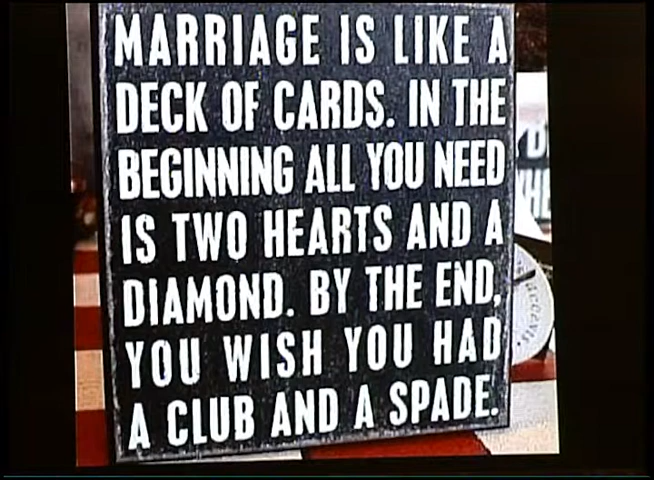 MARRIAGE IS LIKE A
DECK OF CARDS. IN THE
BEGINNING ALL YOU NEED
IS TWO HEARTS AND A
DIAMOND. BY THE END,
YOU WISH YOU HAD
A CLUB AND A SPADE.